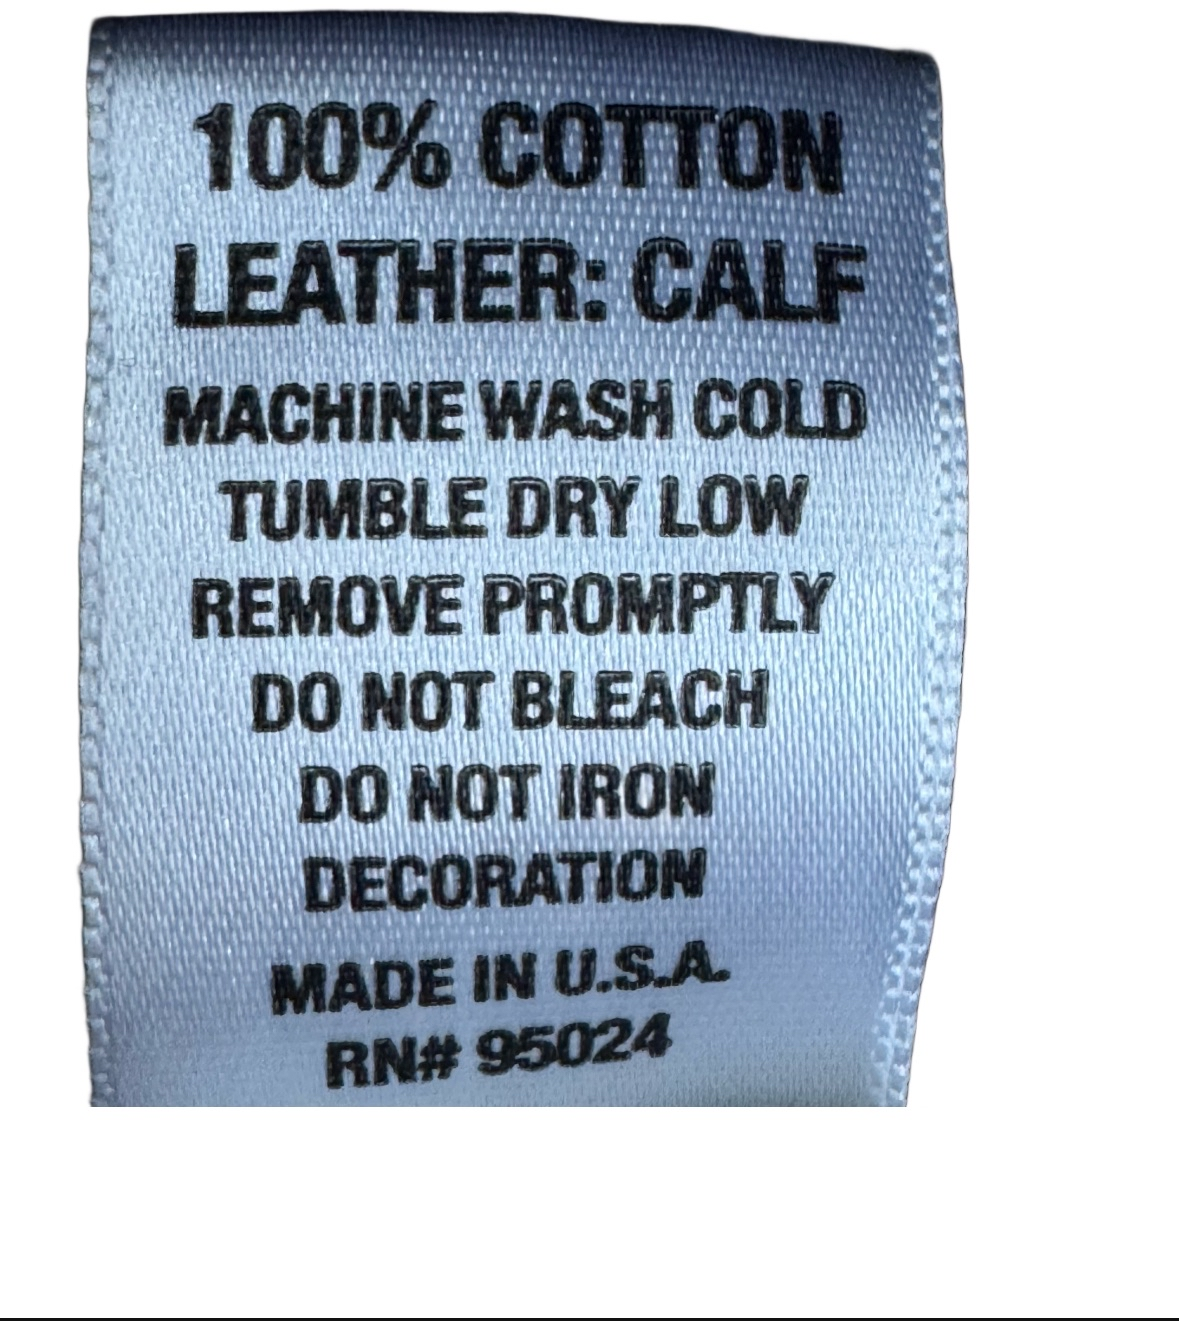 100% COTTON
LEATHER: CALF
MACHINE WASH COLD
TUMBLE DRY LOW
REMOVE PROMPTLY
DO NOT BLEACH
DO NOT IRON
DECORATION
MADE IN U.S.A.
RN# 95024